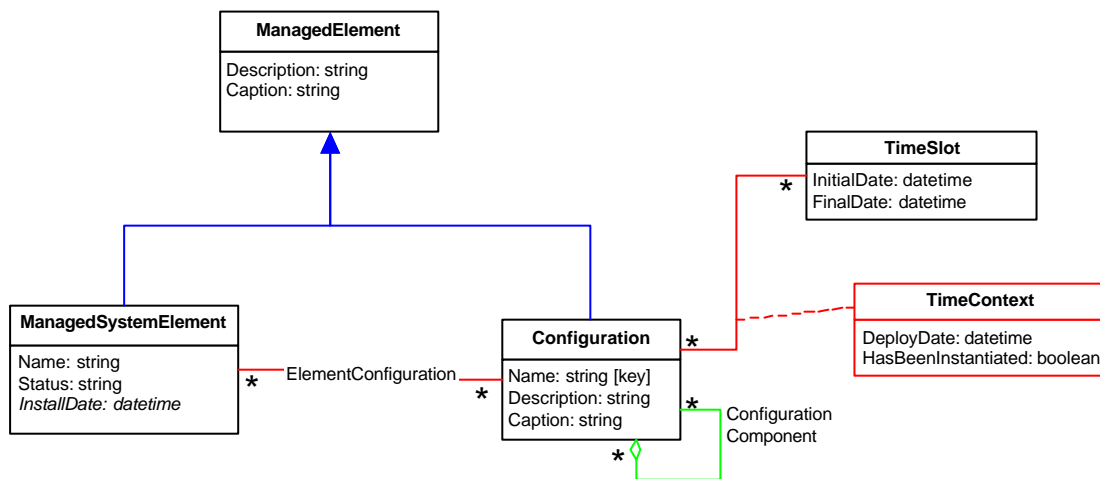 ManagedElement
Description: string
Caption: string
TimeSlot
InitialDate: datetime
FinalDate: datetime
*
ManagedSystemElement
Name: string
Status: string
InstallDate: datetime
*
ElementConfiguration
*
Configuration
Name: string [key]
Description: string
Caption: string
*
*
*
Configuration
Component
TimeContext
DeployDate: datetime
HasBeenInstantiated: boolean